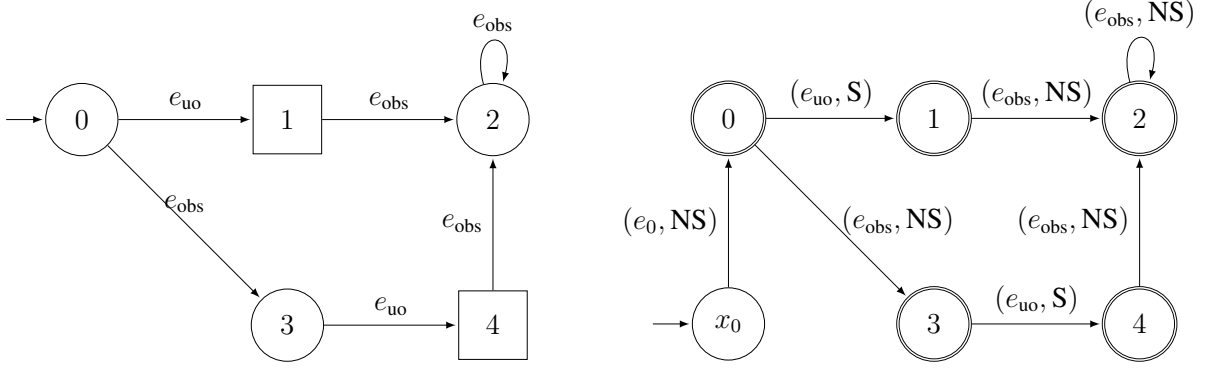 e_obs
0 e_uo 1 e_obs 2
e_obs
e_obs
3 e_uo 4
(e_obs, NS)
0 (e_uo, S) 1 (e_obs, NS) 2
(e_0, NS) (e_obs, NS) (e_obs, NS)
x_0 3 (e_uo, S) 4